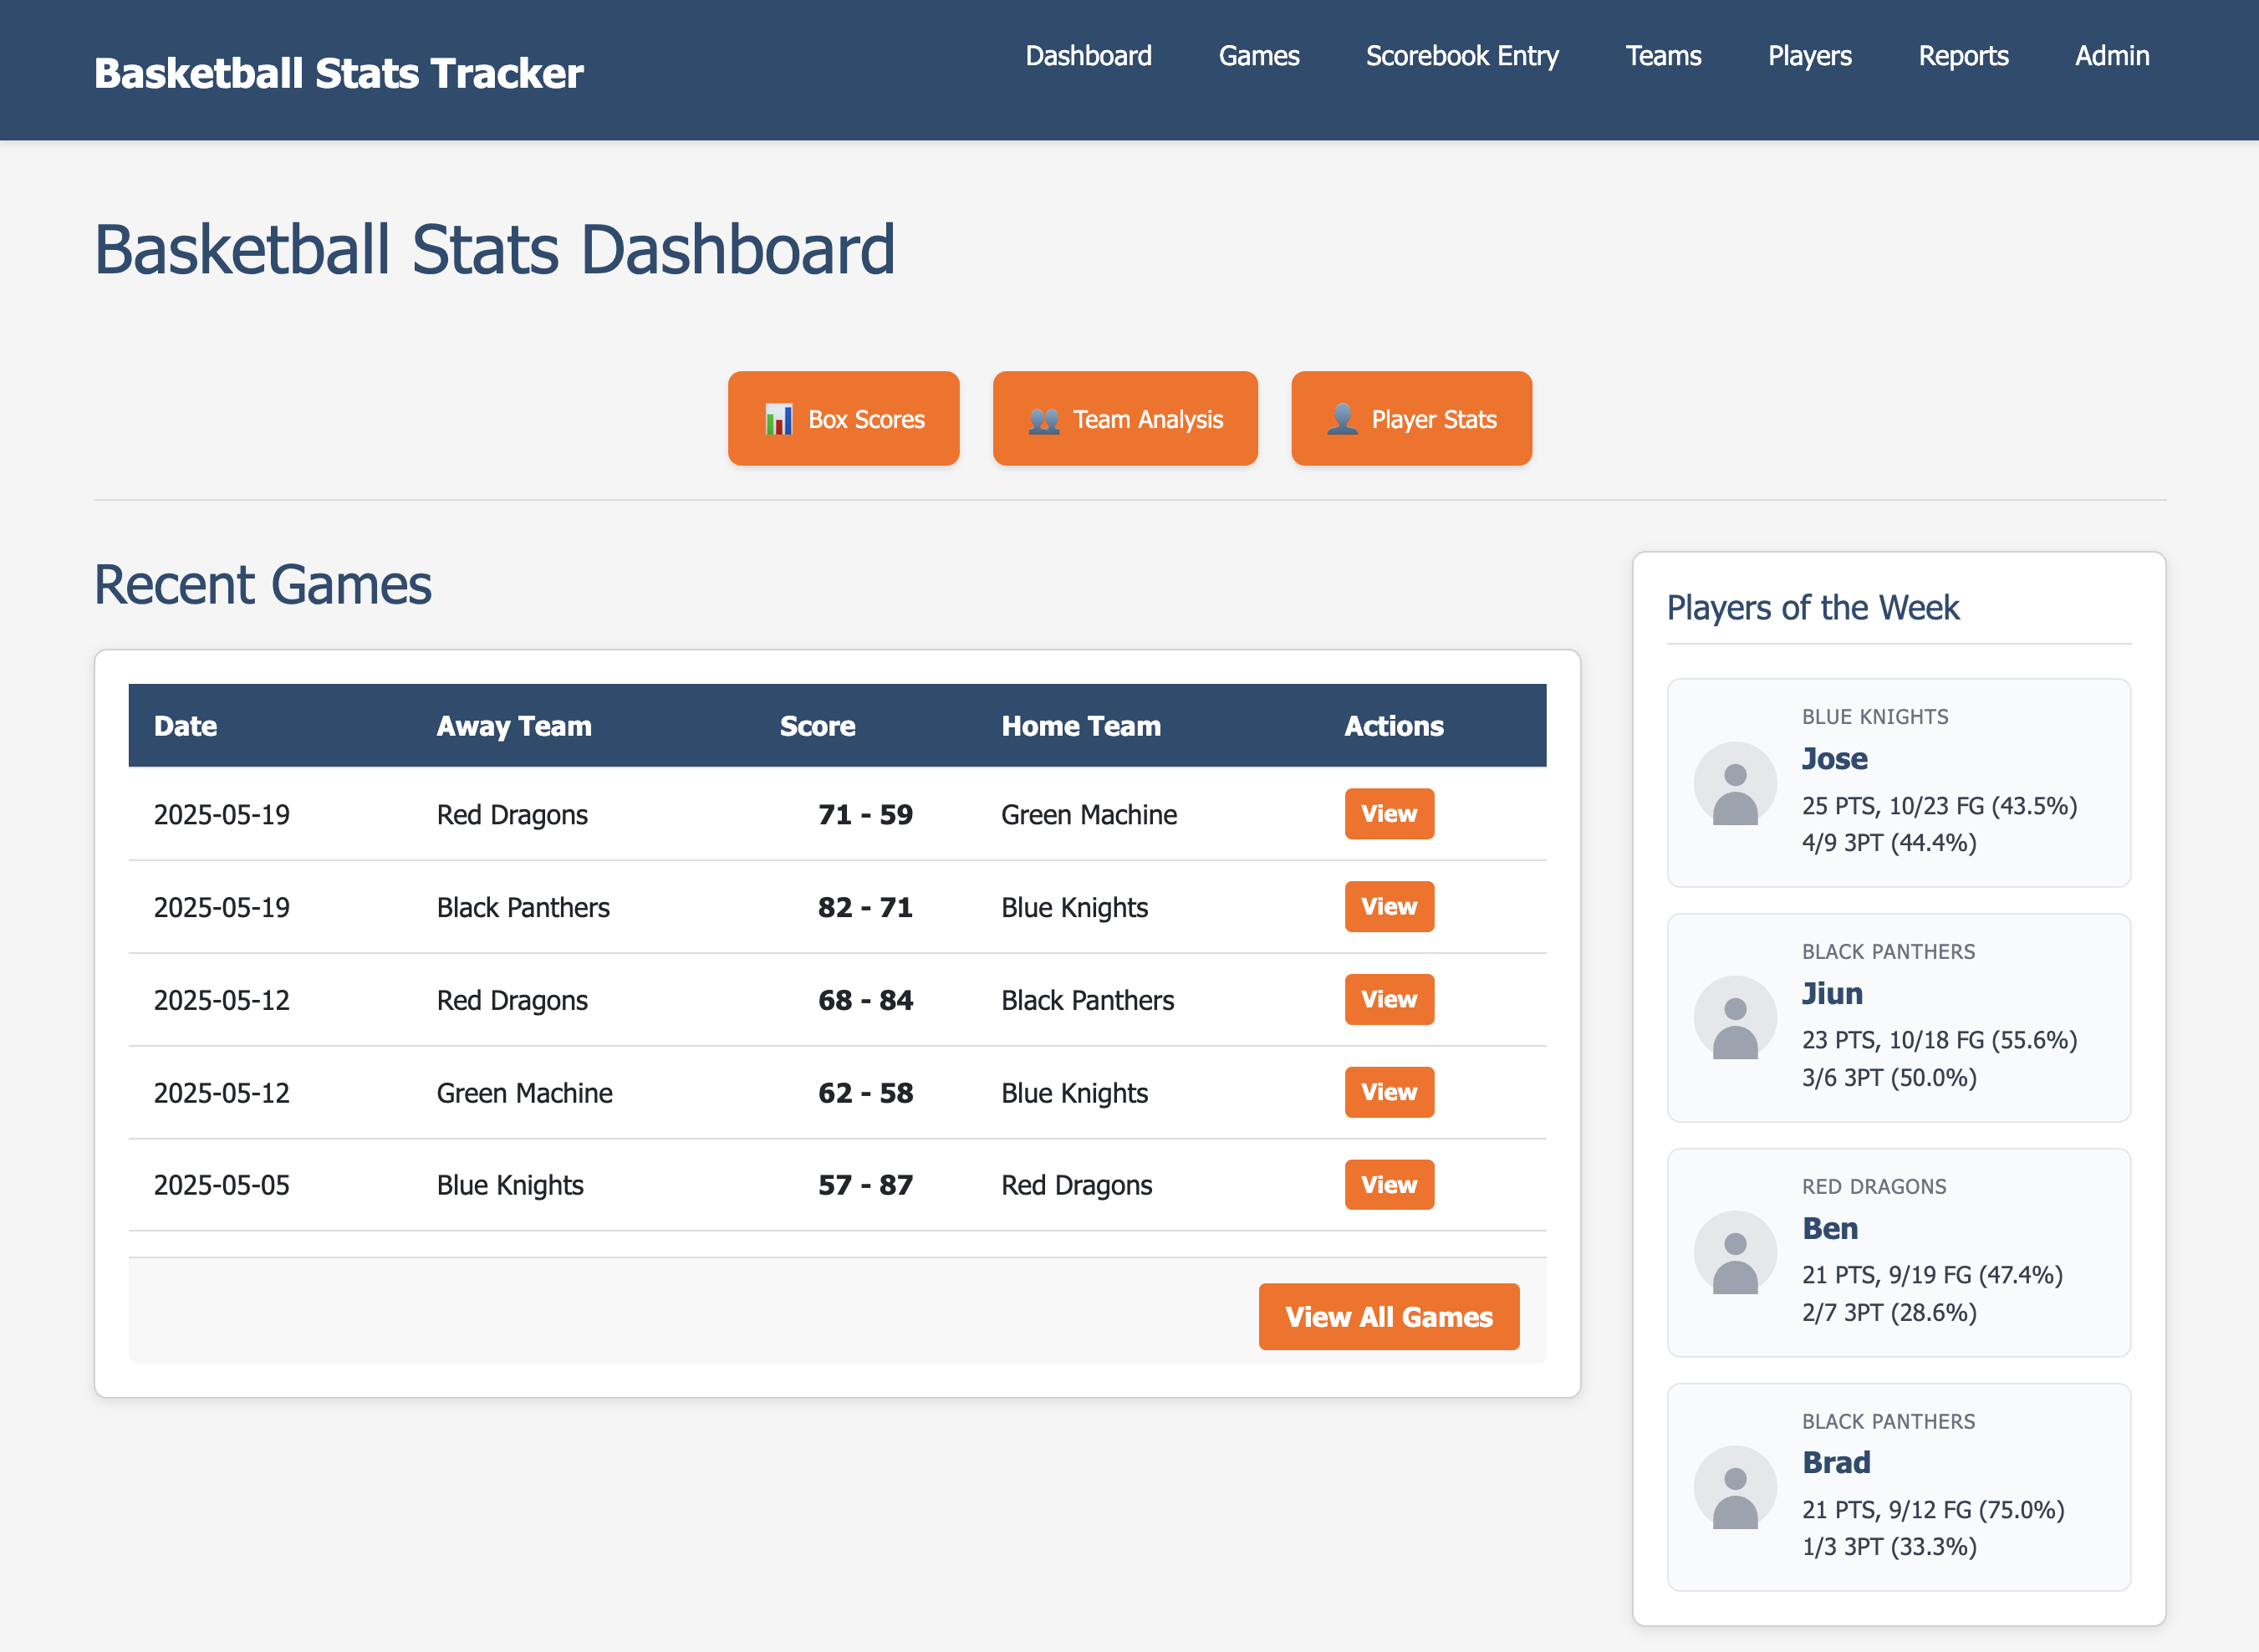 Basketball Stats Tracker
Dashboard Games Scorebook Entry Teams Players Reports Admin
Basketball Stats Dashboard
Box Scores Team Analysis Player Stats
Recent Games
Date Away Team Score Home Team Actions
2025-05-19 Red Dragons 71 - 59 Green Machine View
2025-05-19 Black Panthers 82 - 71 Blue Knights View
2025-05-12 Red Dragons 68 - 84 Black Panthers View
2025-05-12 Green Machine 62 - 58 Blue Knights View
2025-05-05 Blue Knights 57 - 87 Red Dragons View
View All Games
Players of the Week
BLUE KNIGHTS
Jose
25 PTS, 10/23 FG (43.5%)
4/9 3PT (44.4%)
BLACK PANTHERS
Jiun
23 PTS, 10/18 FG (55.6%)
3/6 3PT (50.0%)
RED DRAGONS
Ben
21 PTS, 9/19 FG (47.4%)
2/7 3PT (28.6%)
BLACK PANTHERS
Brad
21 PTS, 9/12 FG (75.0%)
1/3 3PT (33.3%)